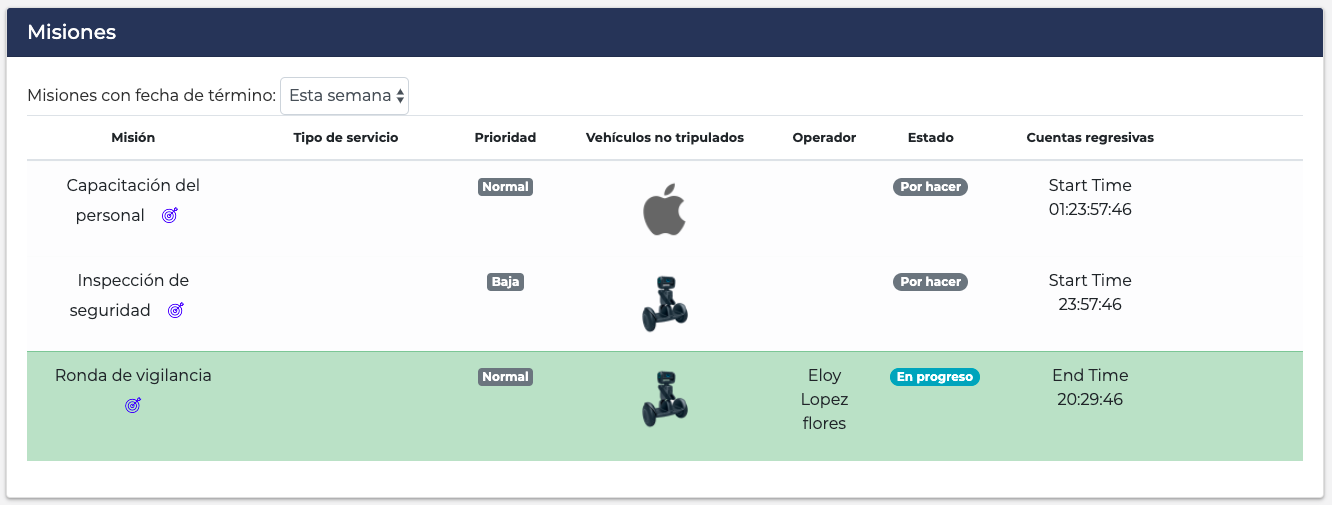 Misiones
Misiones con fecha de término: Esta semana
Misión Tipo de servicio Prioridad Vehículos no tripulados Operador Estado Cuentas regresivas
Capacitación del personal Normal Por hacer Start Time 01:23:57:46
Inspección de seguridad Baja Por hacer Start Time 23:57:46
Ronda de vigilancia Normal Eloy Lopez flores En progreso End Time 20:29:46